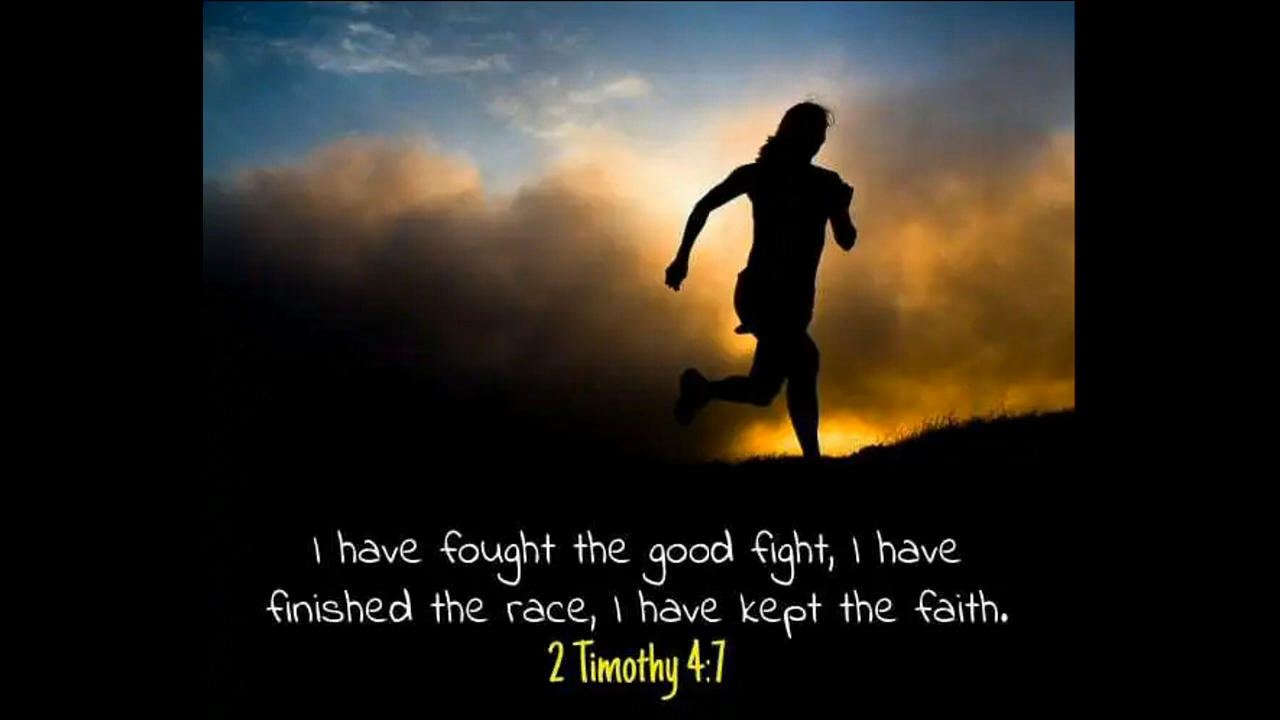 I have fought the good fight, I have
finished the race, I have kept the faith.
2 Timothy 4:7